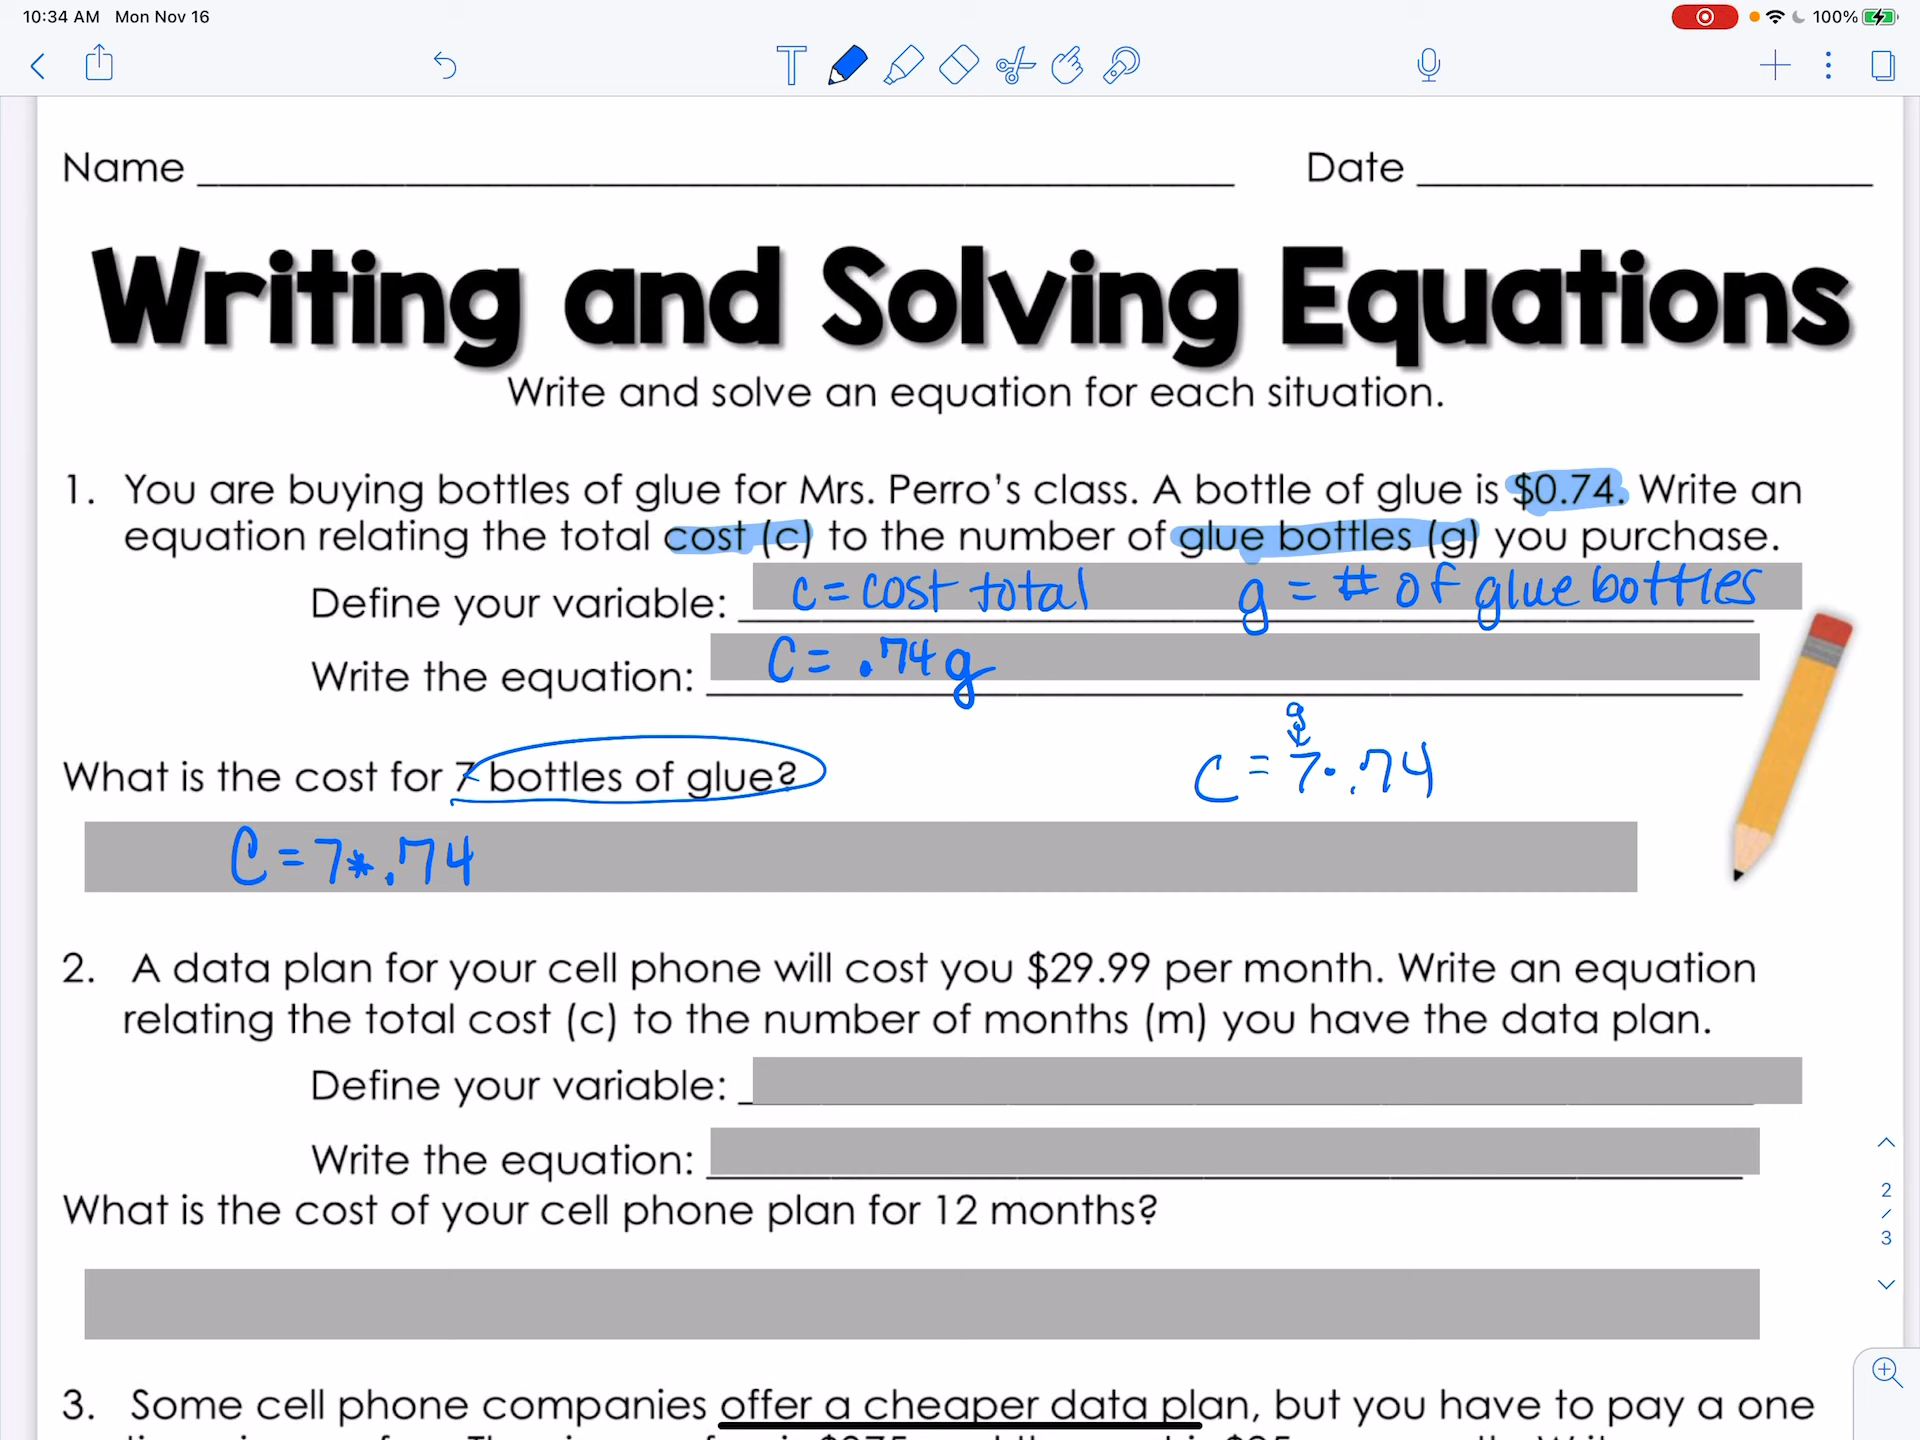 10:34 AM Mon Nov 16 100%
Name Date
Writing and Solving Equations
Write and solve an equation for each situation.
1. You are buying bottles of glue for Mrs. Perro's class. A bottle of glue is $0.74. Write an
equation relating the total cost (c) to the number of glue bottles (g) you purchase.
Define your variable: c = cost total g = # of glue bottles
Write the equation: C = .74g
g
What is the cost for 7 bottles of glue? C = 7 • .74
C = 7 * .74
2. A data plan for your cell phone will cost you $29.99 per month. Write an equation
relating the total cost (c) to the number of months (m) you have the data plan.
Define your variable:
Write the equation:
What is the cost of your cell phone plan for 12 months?
2
/
3
3. Some cell phone companies offer a cheaper data plan, but you have to pay a one